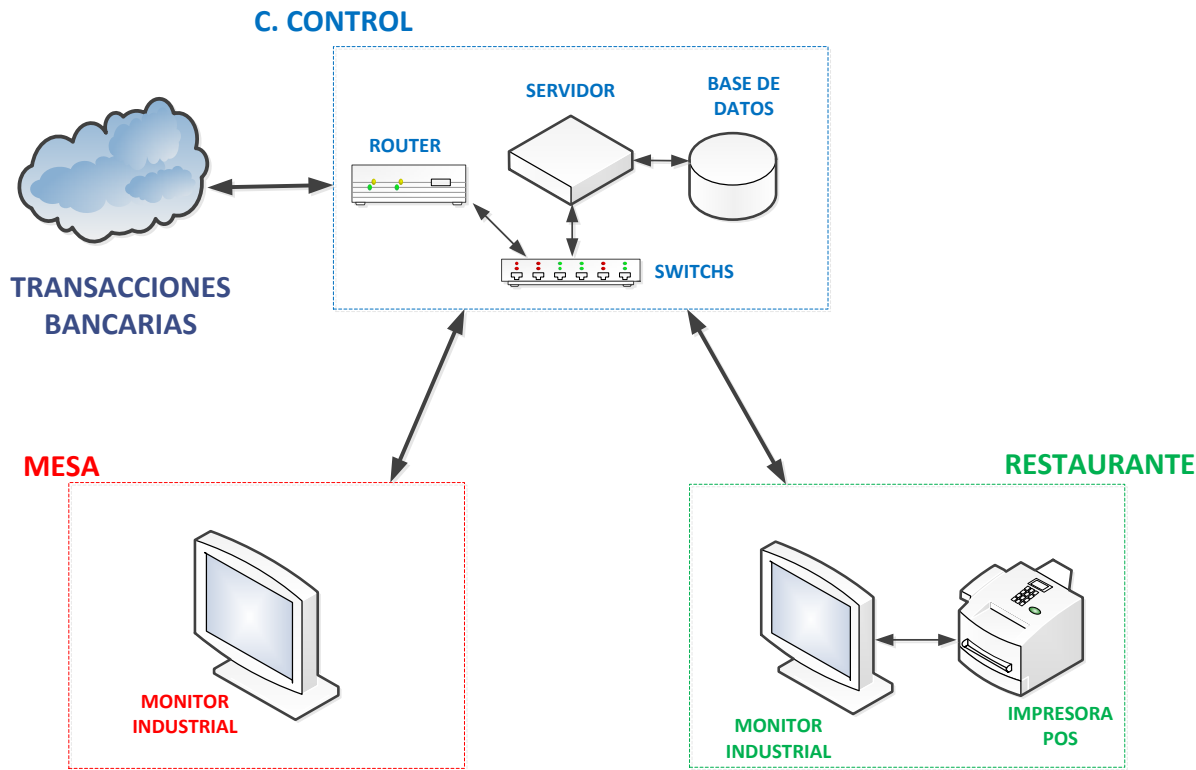 C. CONTROL
SERVIDOR
BASE DE
DATOS
ROUTER
SWITCHS
TRANSACCIONES
BANCARIAS
MESA
MONITOR
INDUSTRIAL
RESTAURANTE
MONITOR
INDUSTRIAL
IMPRESORA
POS